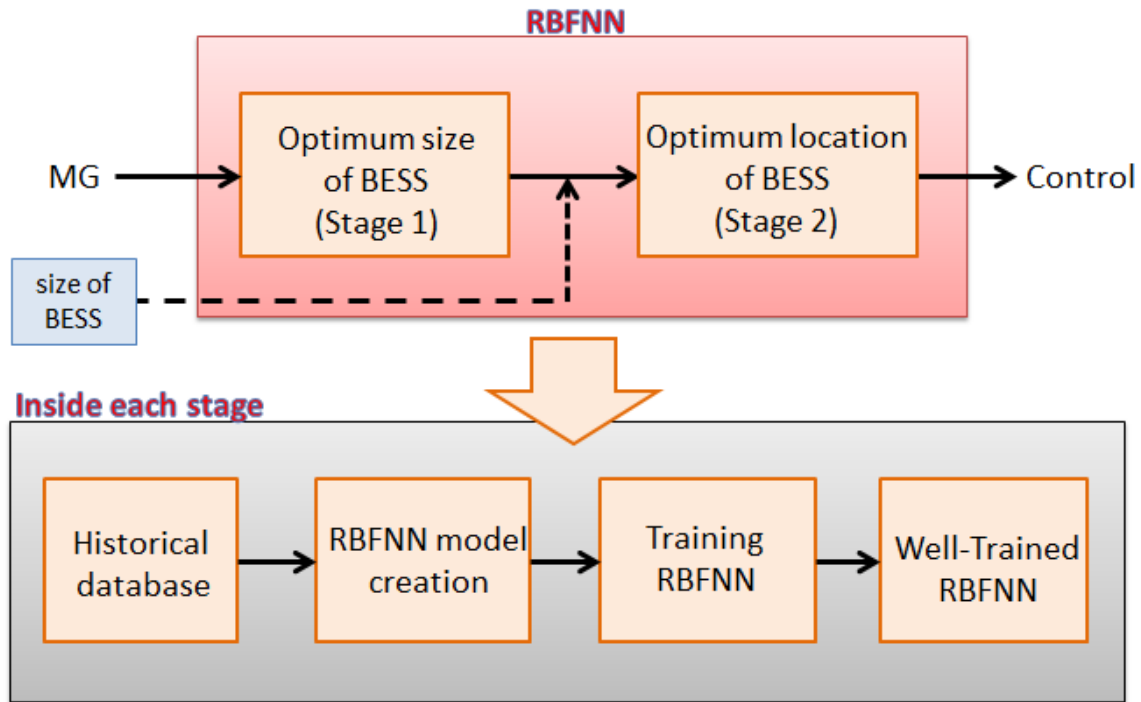 RBFNN
MG
Optimum size
of BESS
(Stage 1)
Optimum location
of BESS
(Stage 2)
Control
size of
BESS
Inside each stage
Historical
database
RBFNN model
creation
Training
RBFNN
Well-Trained
RBFNN